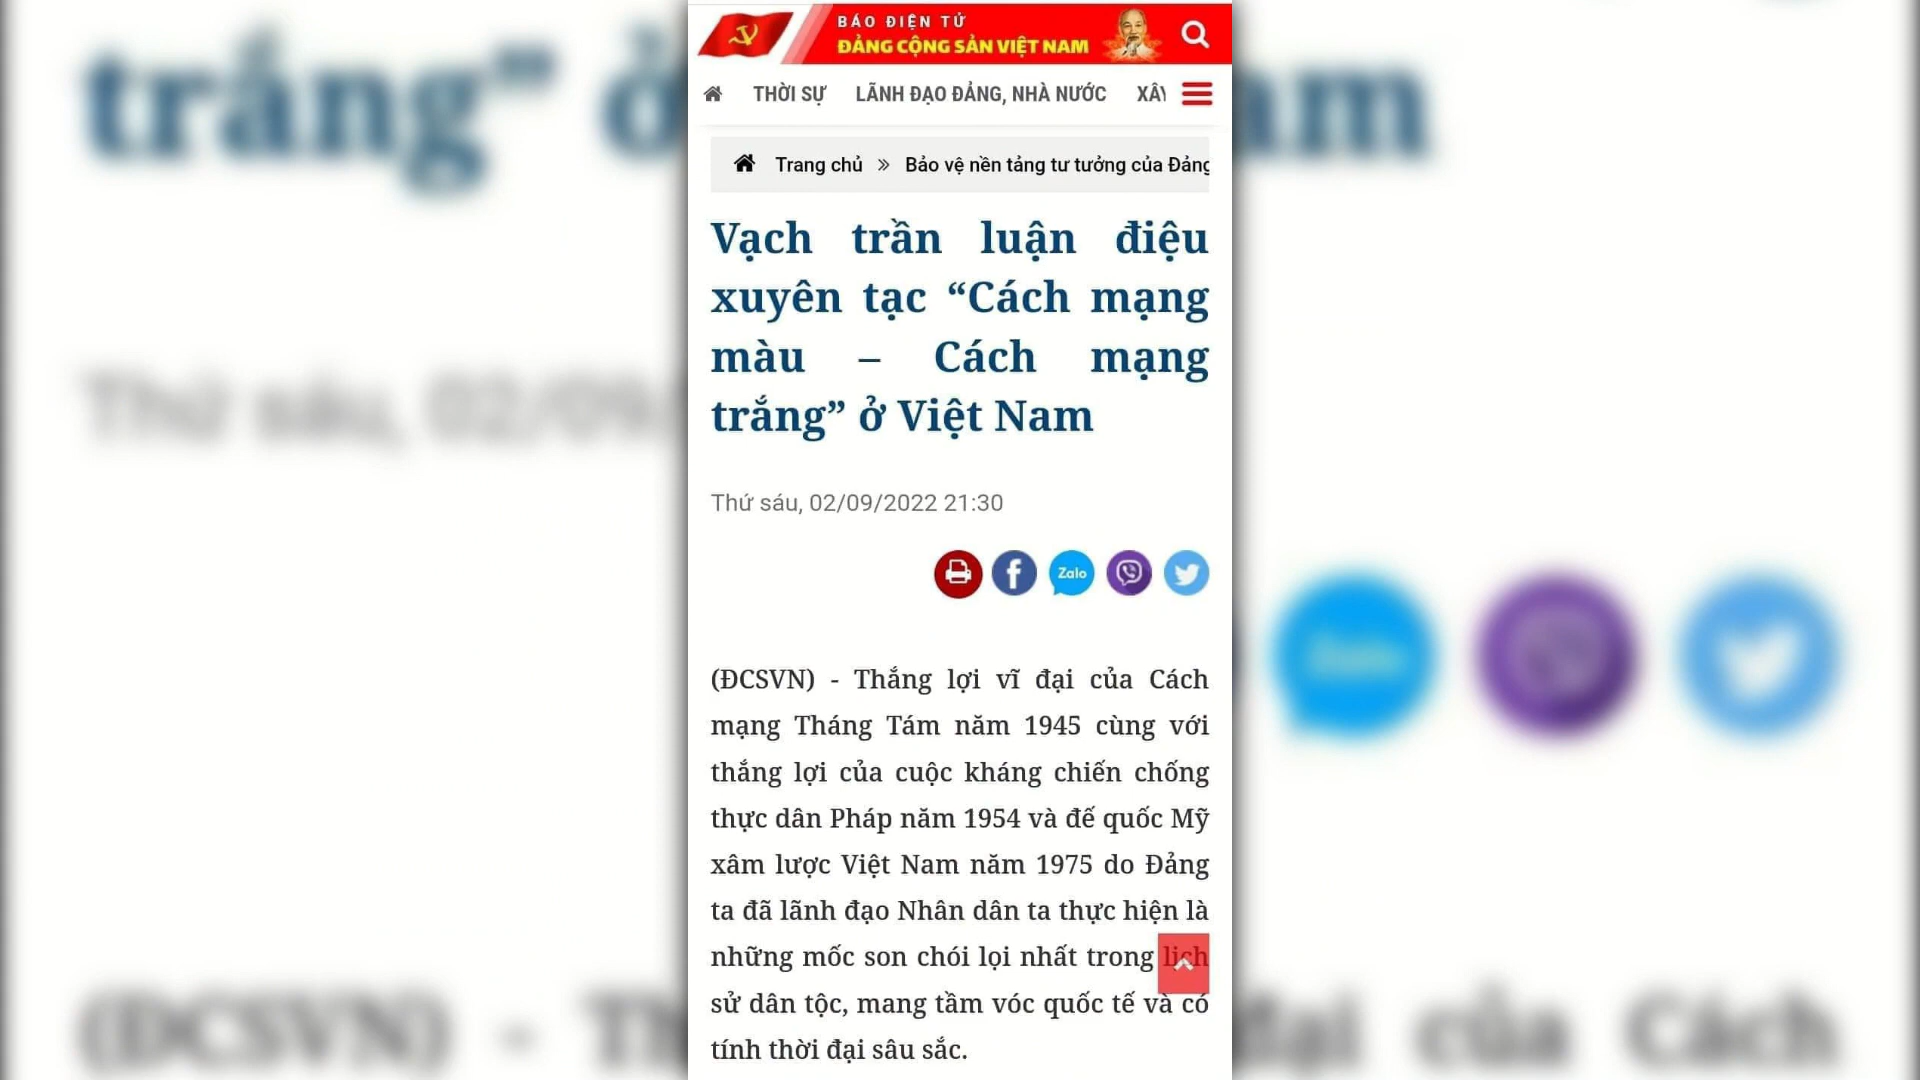 BÁO ĐIỆN TỬ
ĐẢNG CỘNG SẢN VIỆT NAM
THỜI SỰ LÃNH ĐẠO ĐẢNG, NHÀ NƯỚC XÂY
Trang chủ » Bảo vệ nền tảng tư tưởng của Đảng
Vạch trần luận điệu
xuyên tạc “Cách mạng
màu – Cách mạng
trắng” ở Việt Nam
Thứ sáu, 02/09/2022 21:30
Zalo
(ĐCSVN) - Thắng lợi vĩ đại của Cách
mạng Tháng Tám năm 1945 cùng với
thắng lợi của cuộc kháng chiến chống
thực dân Pháp năm 1954 và đế quốc Mỹ
xâm lược Việt Nam năm 1975 do Đảng
ta đã lãnh đạo Nhân dân ta thực hiện là
những mốc son chói lọi nhất trong lịch
sử dân tộc, mang tầm vóc quốc tế và có
tính thời đại sâu sắc.